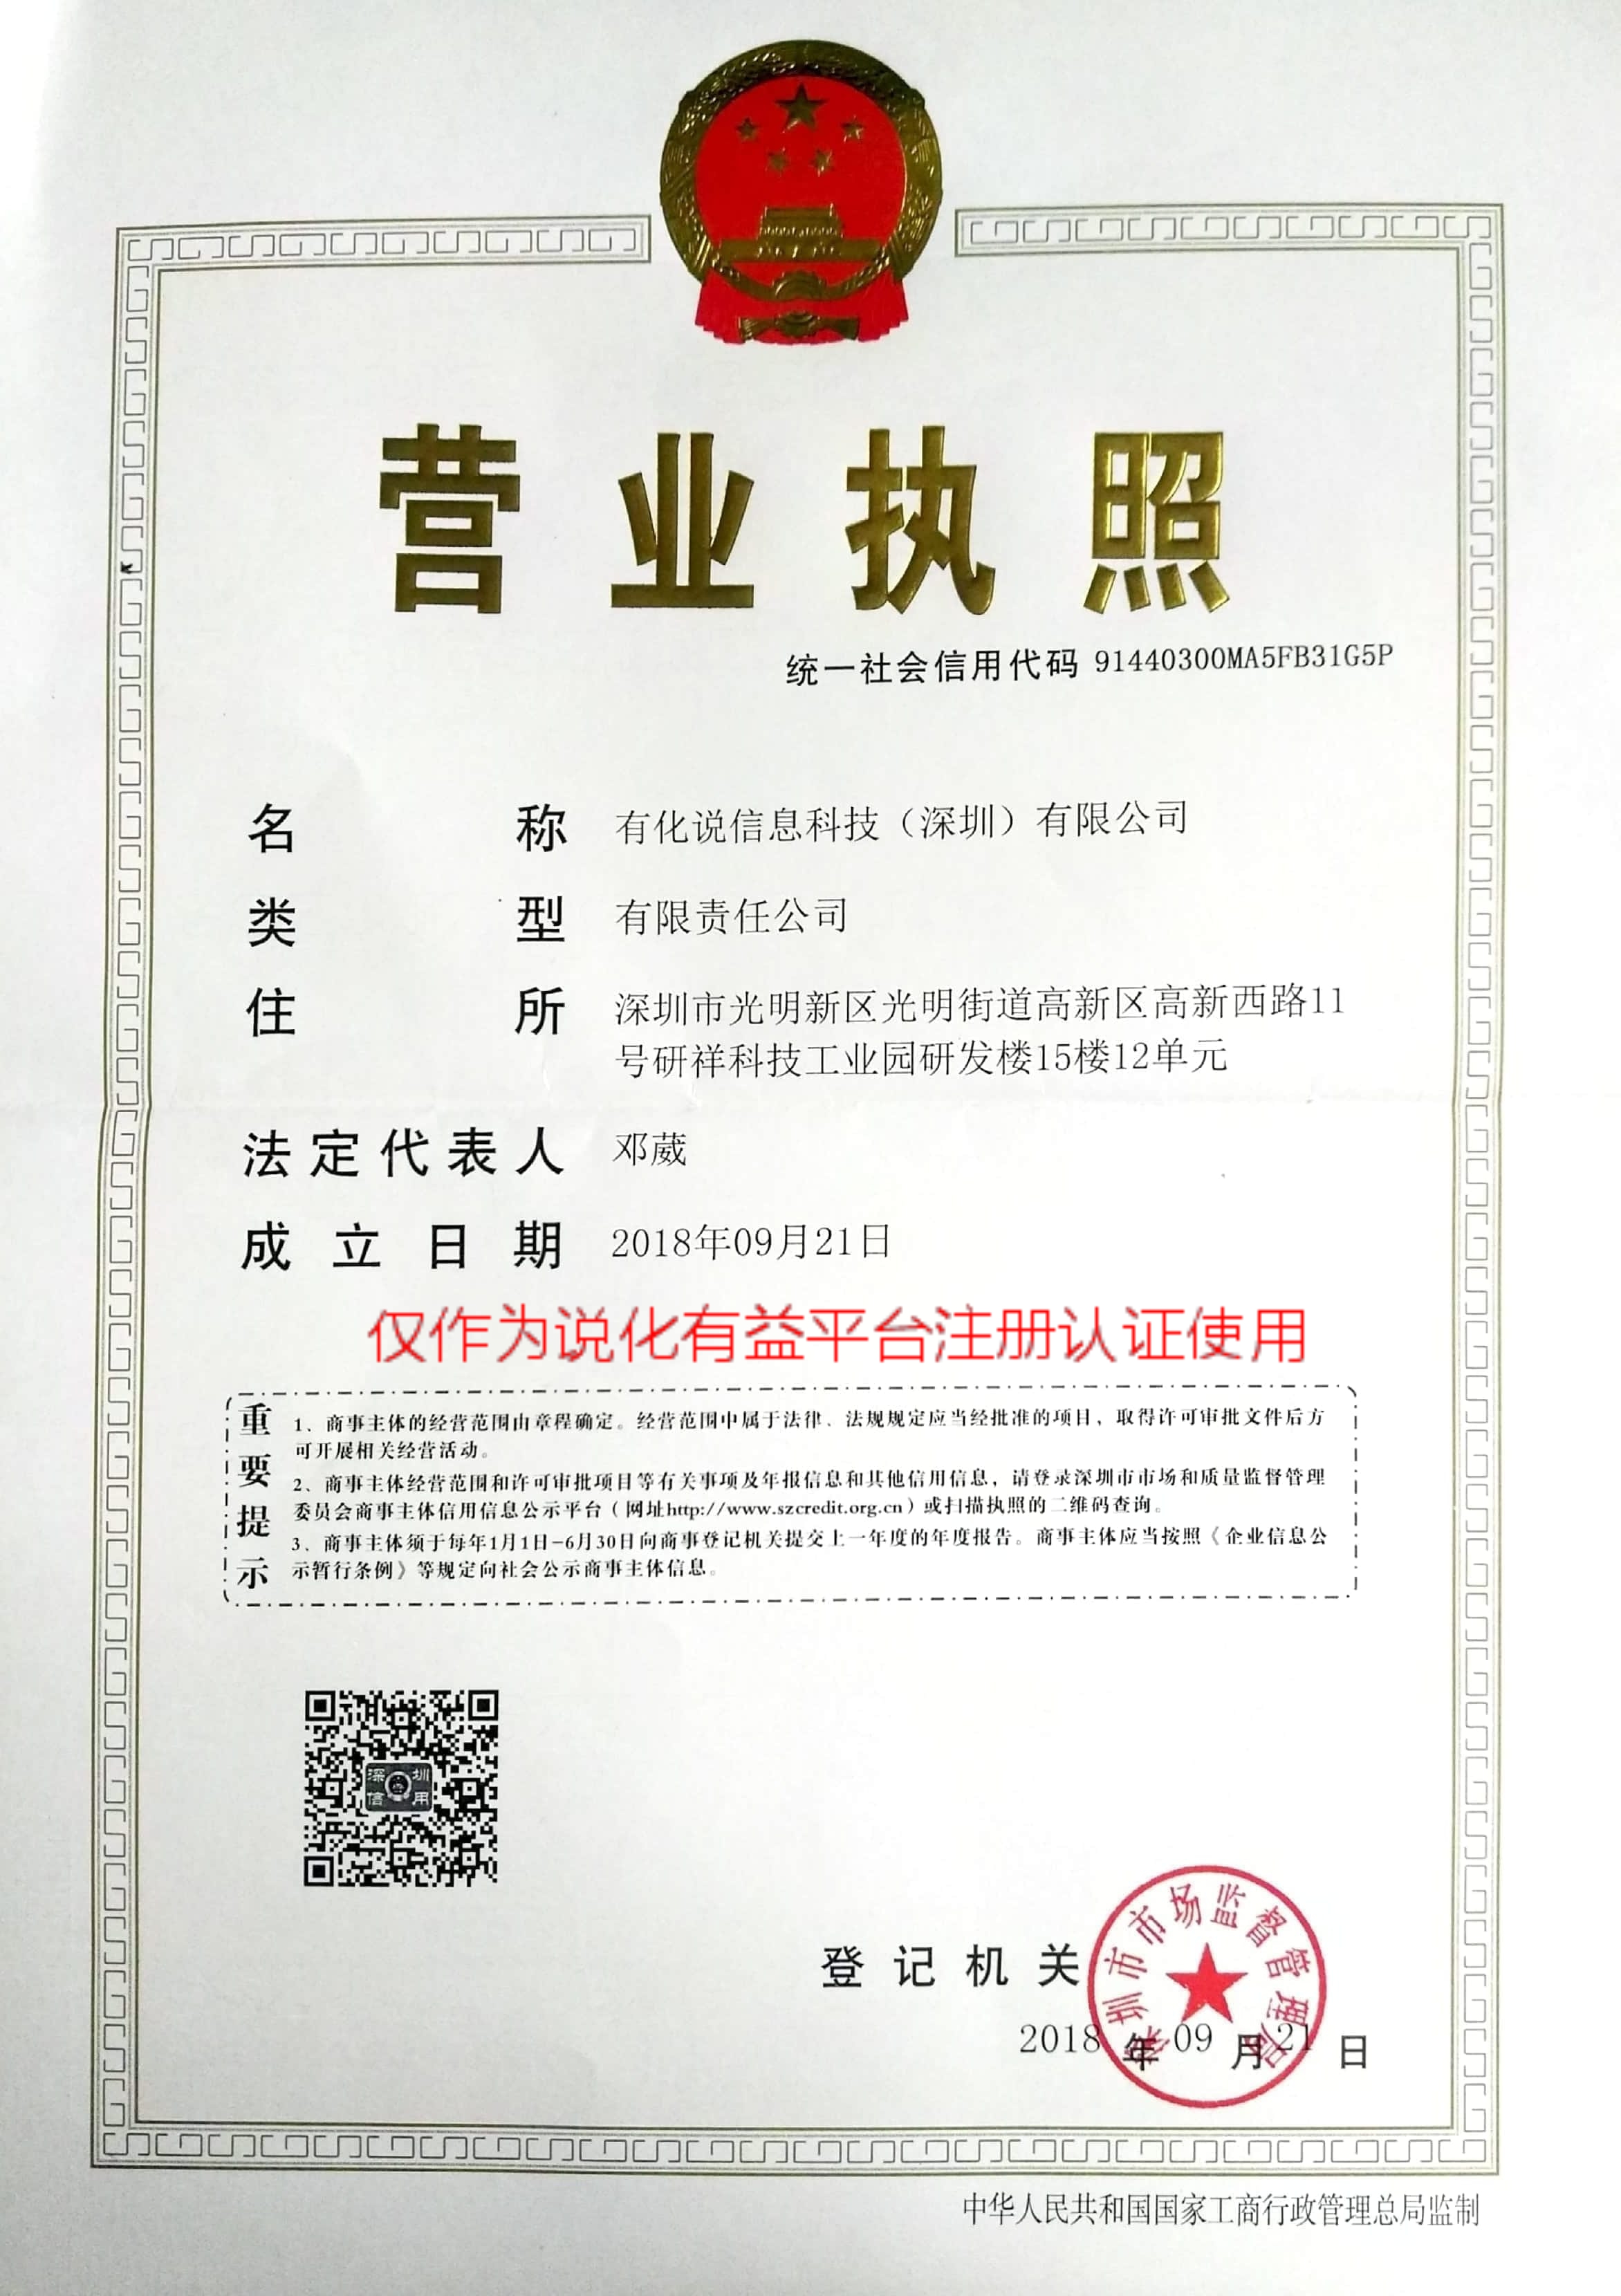 营业执照
统一社会信用代码 91440300MA5FB31G5P
名称 有化说信息科技（深圳）有限公司
类型 有限责任公司
住所 深圳市光明新区光明街道高新区高新西路11
号研祥科技工业园研发楼15楼12单元
法定代表人 邓葳
成立日期 2018年09月21日
仅作为说化有益平台注册认证使用
重要提示
1、商事主体的经营范围由章程确定。经营范围中属于法律、法规规定应当经批准的项目，取得许可审批文件后方
可开展相关经营活动。
2、商事主体经营范围和许可审批项目等有关事项及年报信息和其他信用信息，请登录深圳市市场和质量监督管理
委员会商事主体信用信息公示平台（网址http://www.szcredit.org.cn）或扫描执照的二维码查询。
3、商事主体须于每年1月1日-6月30日向商事登记机关提交上一年度的年度报告。商事主体应当按照《企业信息公
示暂行条例》等规定向社会公示商事主体信息。
深圳
信用
登记机关
深圳市市场监督管理局
2018年09月21日
中华人民共和国国家工商行政管理总局监制